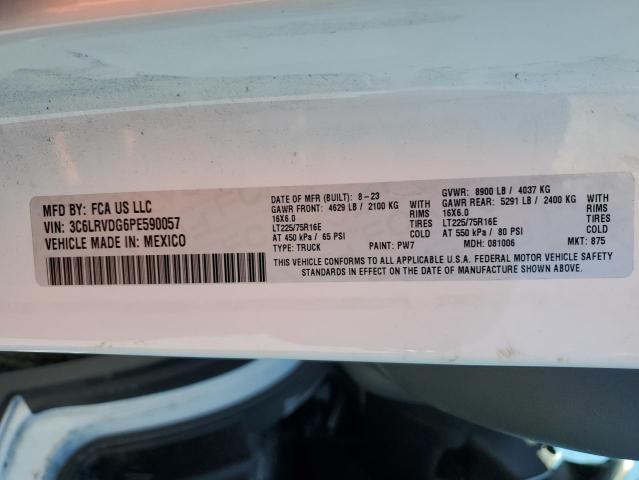 MFD BY: FCA US LLC
VIN: 3C6LRVDG6PE590057
VEHICLE MADE IN: MEXICO
DATE OF MFR (BUILT): 8-23
GAWR FRONT: 4629 LB / 2100 KG
16X6.0 RIMS
LT225/75R16E TIRES
AT 450 kPa / 65 PSI COLD
TYPE: TRUCK PAINT: PW7
GVWR: 8900 LB / 4037 KG
GAWR REAR: 5291 LB / 2400 KG
16X6.0 RIMS
LT225/75R16E TIRES
AT 550 kPa / 80 PSI COLD
MDH: 081006 MKT: 875
THIS VEHICLE CONFORMS TO ALL APPLICABLE U.S.A. FEDERAL MOTOR VEHICLE SAFETY
STANDARDS IN EFFECT ON THE DATE OF MANUFACTURE SHOWN ABOVE.